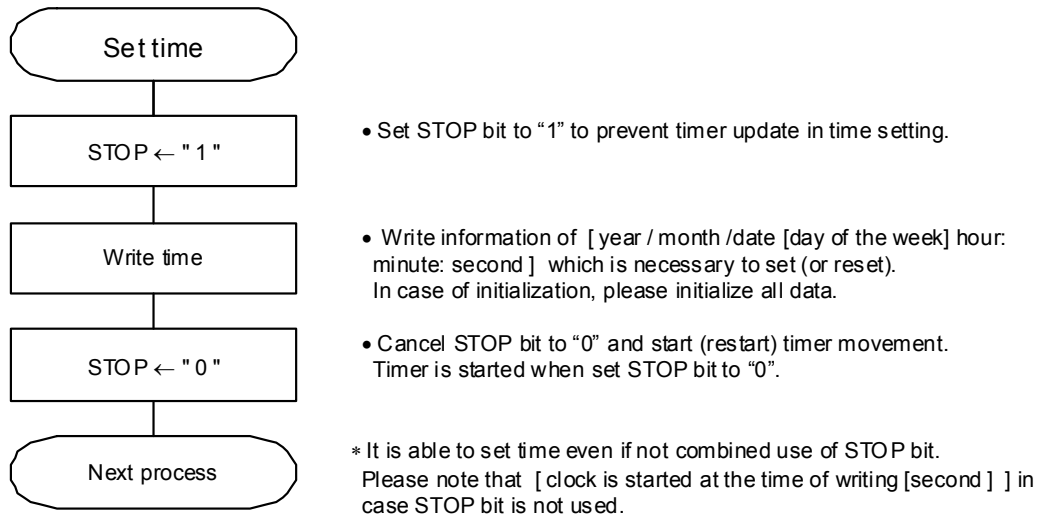 Set time
STOP ← " 1 "
• Set STOP bit to “1” to prevent timer update in time setting.
Write time
• Write information of [ year / month /date [day of the week] hour:
minute: second ] which is necessary to set (or reset).
In case of initialization, please initialize all data.
STOP ← " 0 "
• Cancel STOP bit to “0” and start (restart) timer movement.
Timer is started when set STOP bit to “0”.
Next process
* It is able to set time even if not combined use of STOP bit.
Please note that [ clock is started at the time of writing [second ] ] in
case STOP bit is not used.